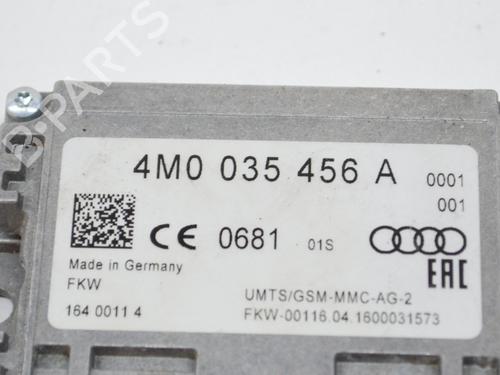 4M0 035 456 A 0001
001
CE 0681 01S
Made in Germany
FKW
EAC
UMTS/GSM-MMC-AG-2
164 0011 4
FKW-00116.04.1600031573
B-PARTS